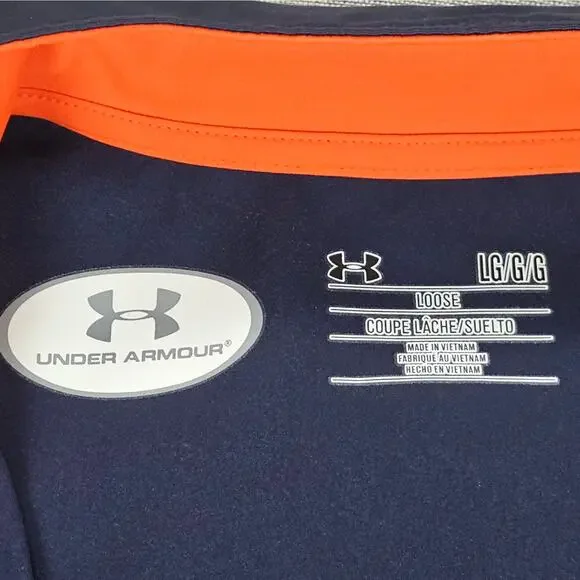 UNDER ARMOUR®
LG/G/G
LOOSE
COUPE LÂCHE/SUELTO
MADE IN VIETNAM
FABRIQUÉ AU VIETNAM
HECHO EN VIETNAM